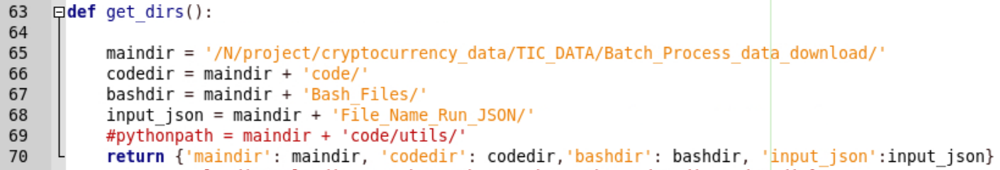 63 def get_dirs():
64
65 maindir = '/N/project/cryptocurrency_data/TIC_DATA/Batch_Process_data_download/'
66 codedir = maindir + 'code/'
67 bashdir = maindir + 'Bash_Files/'
68 input_json = maindir + 'File_Name_Run_JSON/'
69 #pythonpath = maindir + 'code/utils/'
70 return {'maindir': maindir, 'codedir': codedir,'bashdir': bashdir, 'input_json':input_json}